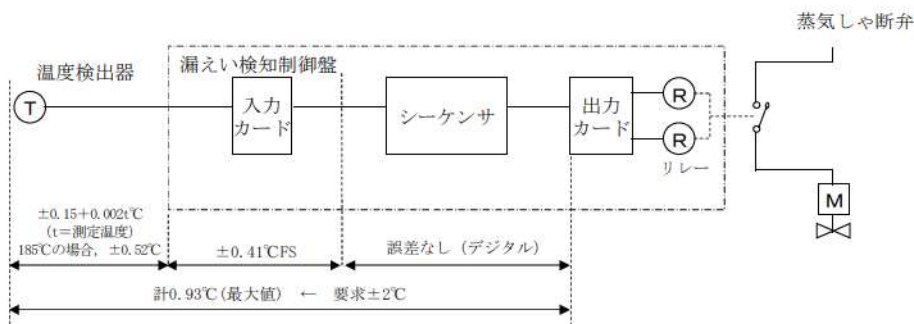 蒸気しゃ断弁
温度検出器
漏えい検知制御盤
T
入力
カード
シーケンサ
出力
カード
R
R
リレー
M
±0.15+0.002t℃
(t=測定温度)
185℃の場合, ±0.52℃
±0.41℃FS
誤差なし (デジタル)
計0.93℃(最大値) ← 要求±2℃